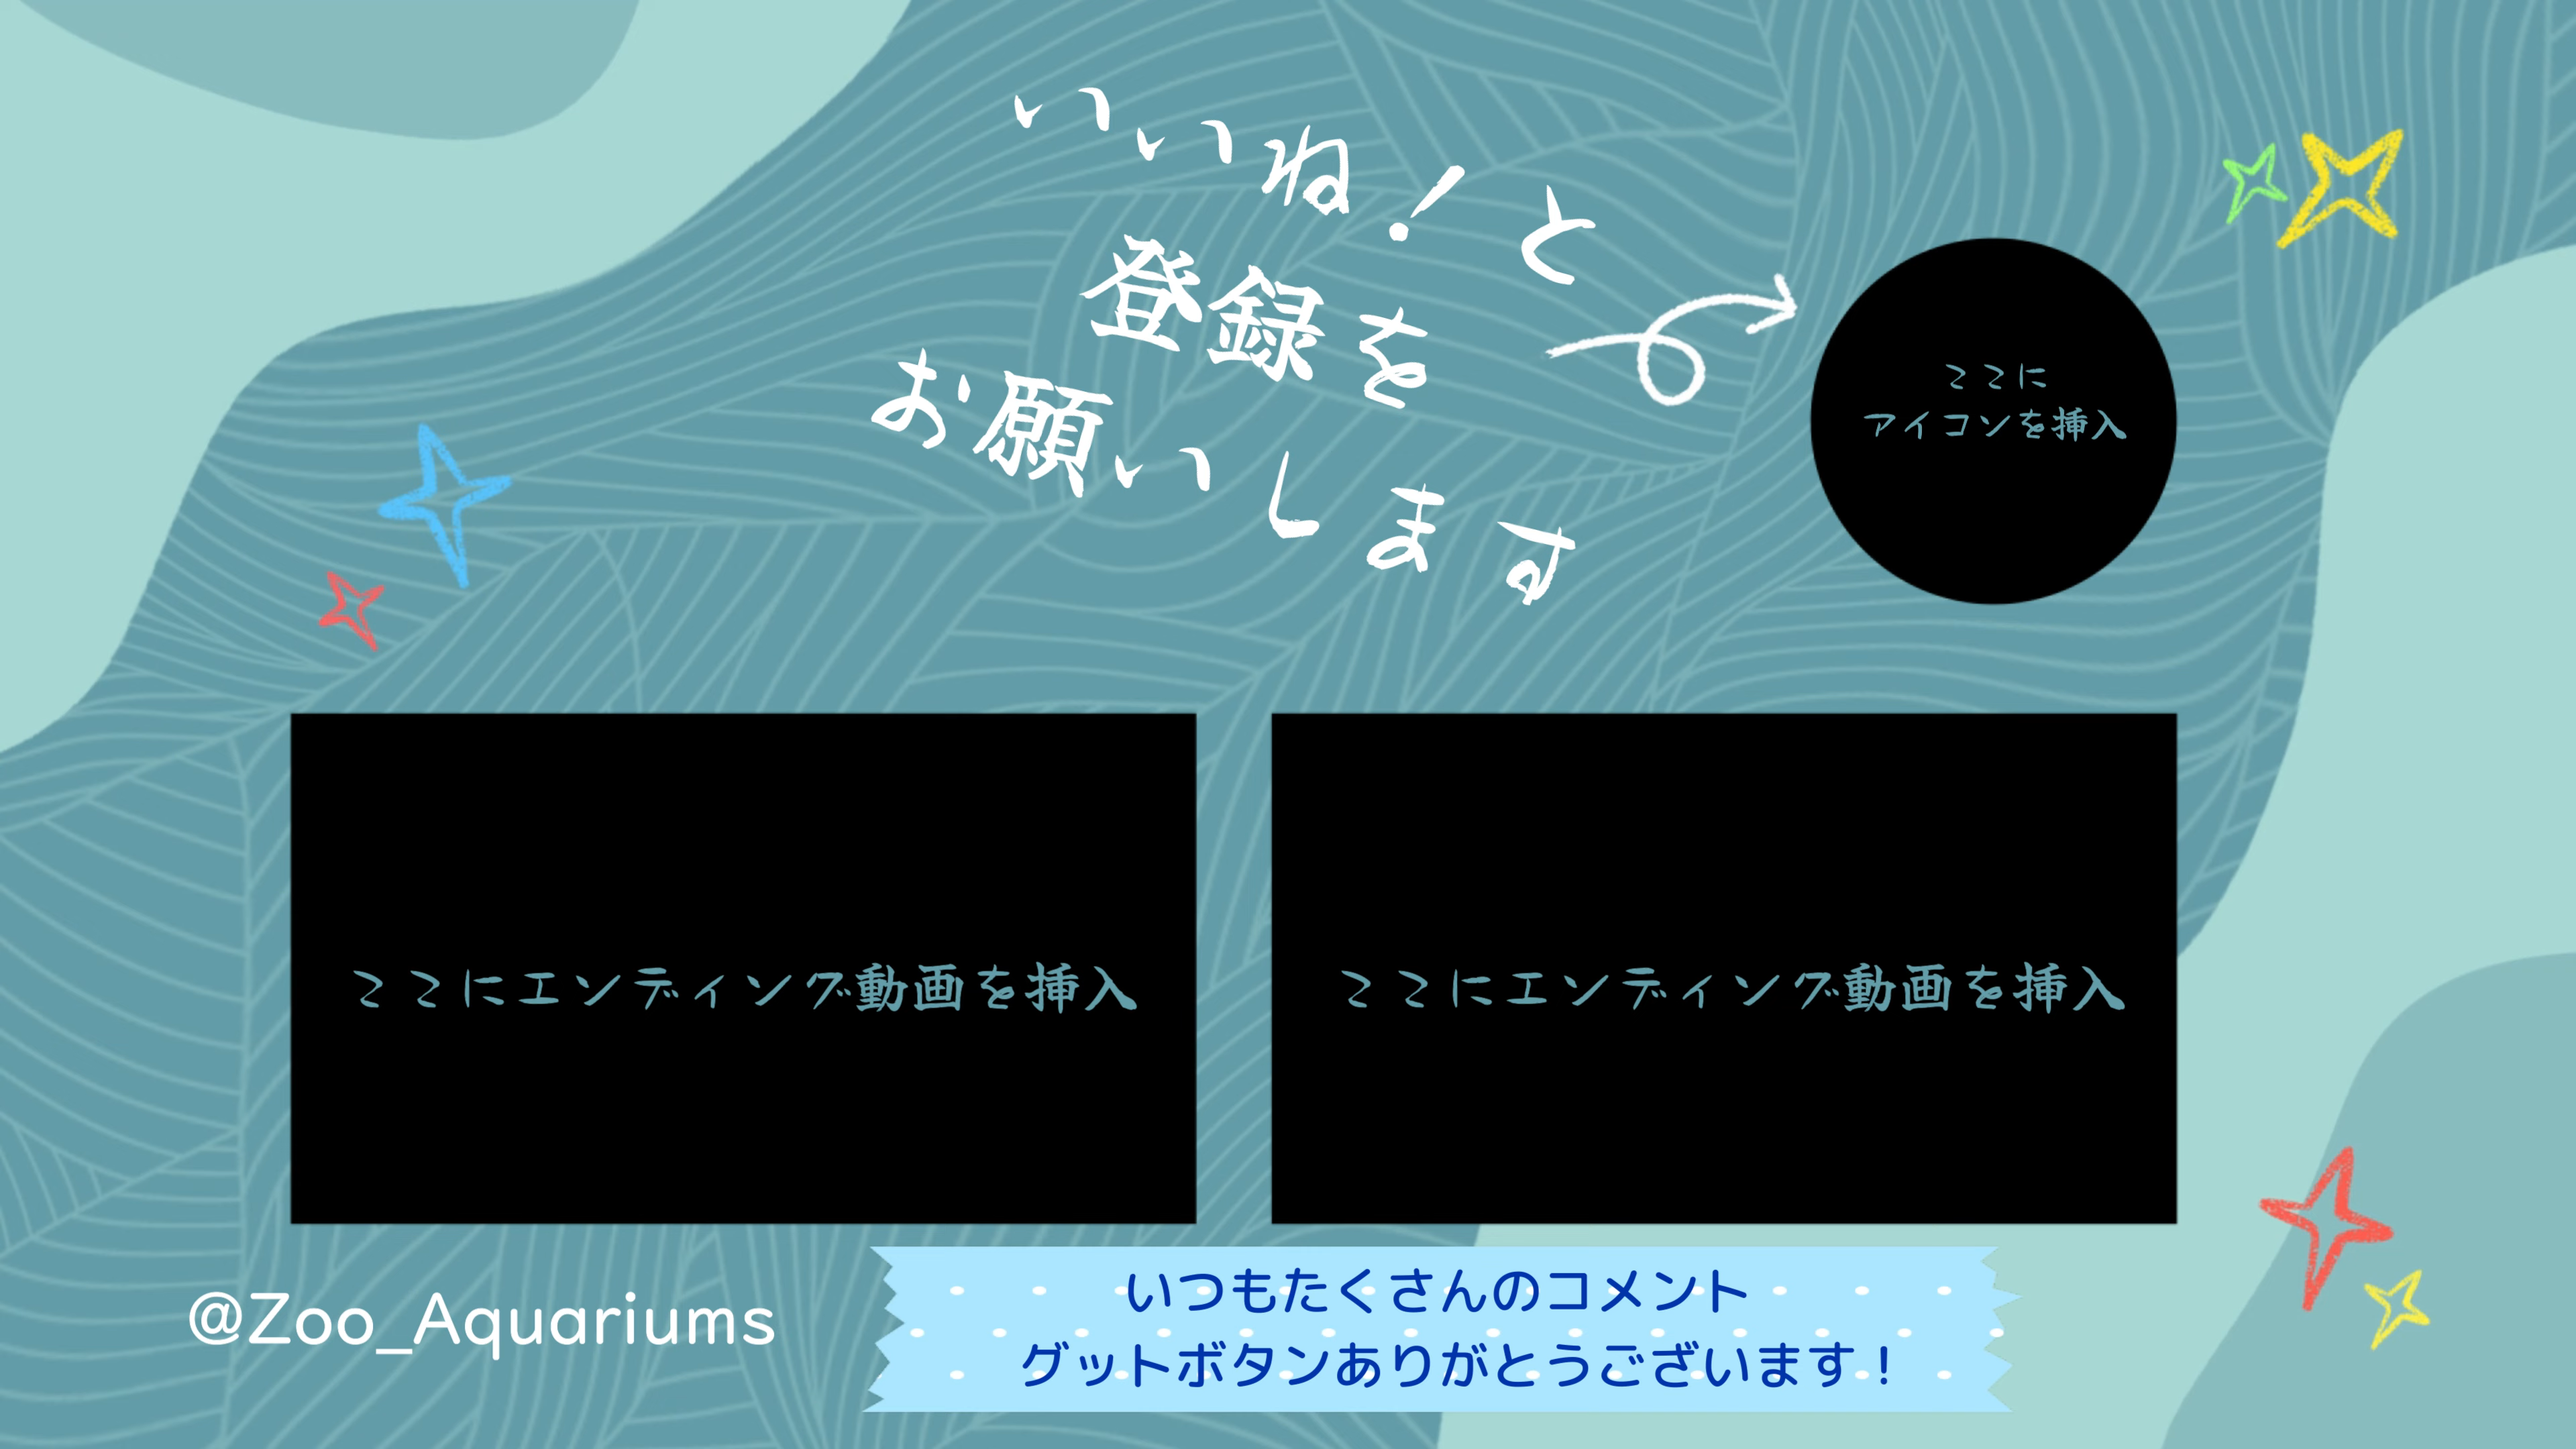 いいね！と
登録を
お願いします
ここに
アイコンを挿入
ここにエンディング動画を挿入
ここにエンディング動画を挿入
@Zoo_Aquariums
いつもたくさんのコメント
グットボタンありがとうございます！